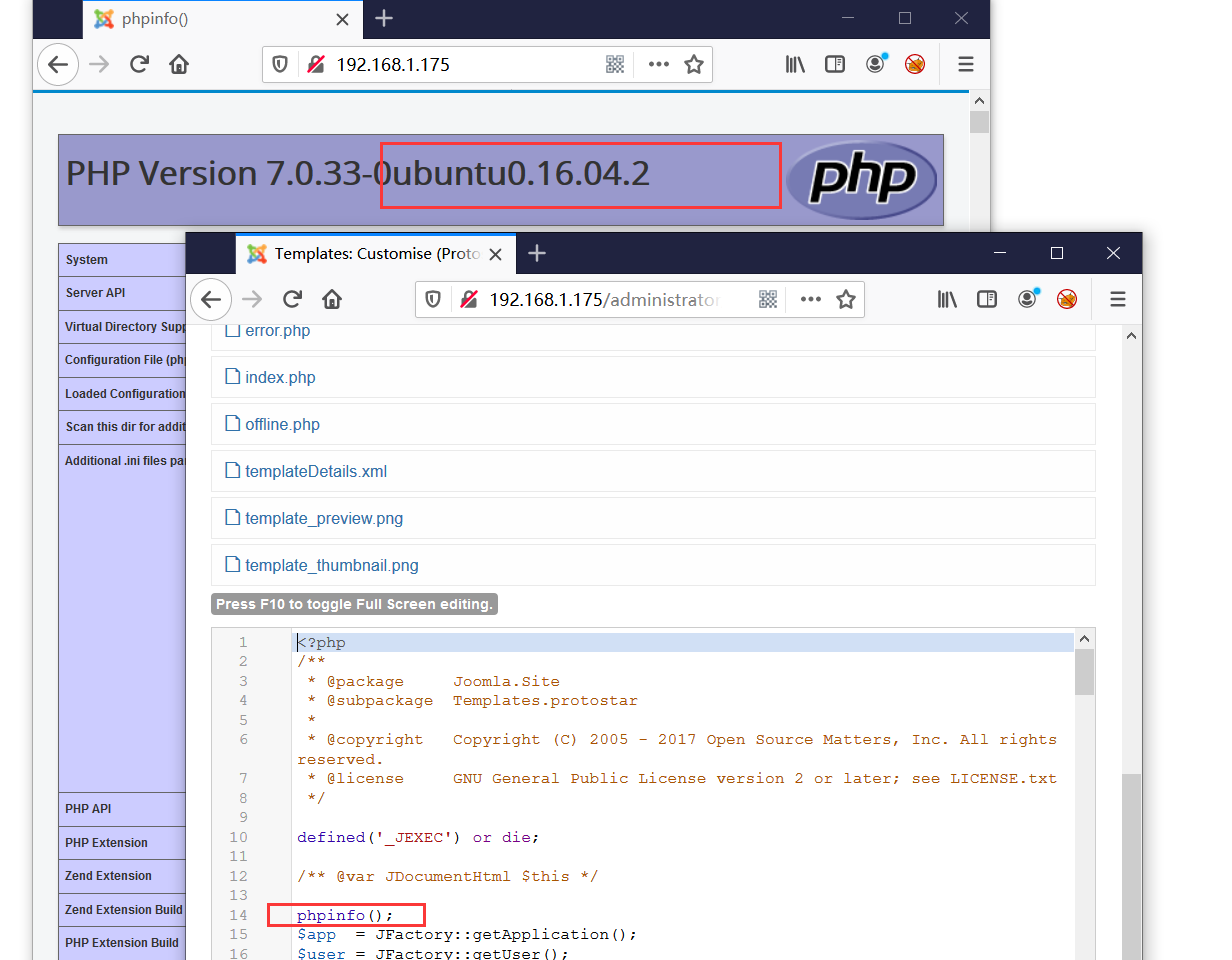 phpinfo()
192.168.1.175
PHP Version 7.0.33-0ubuntu0.16.04.2
php
System
Server API
Virtual Directory Supp
Configuration File (php
Loaded Configuration
Scan this dir for addit
Additional .ini files par
PHP API
PHP Extension
Zend Extension
Zend Extension Build
PHP Extension Build
Templates: Customise (Proto
192.168.1.175/administrator
error.php
index.php
offline.php
templateDetails.xml
template_preview.png
template_thumbnail.png
Press F10 to toggle Full Screen editing.
1 <?php
2 /**
3 * @package Joomla.Site
4 * @subpackage Templates.protostar
5 *
6 * @copyright Copyright (C) 2005 - 2017 Open Source Matters, Inc. All rights
reserved.
7 * @license GNU General Public License version 2 or later; see LICENSE.txt
8 */
9
10 defined('_JEXEC') or die;
11
12 /** @var JDocumentHtml $this */
13
14 phpinfo();
15 $app = JFactory::getApplication();
16 $user = JFactory::getUser();